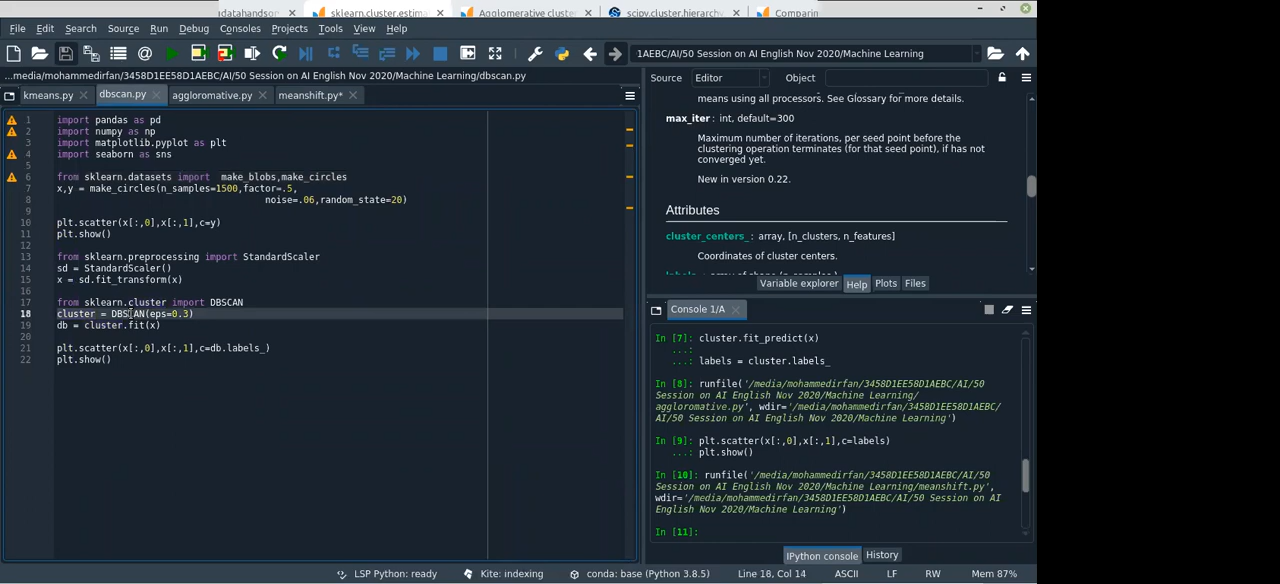 datahandson
sklearn.cluster.estima
Agglomerative cluster
scipy.cluster.hierarchy
Comparin
File Edit Search Source Run Debug Consoles Projects Tools View Help
1AEBC/AI/50 Session on AI English Nov 2020/Machine Learning
...media/mohammedirfan/3458D1EE58D1AEBC/AI/50 Session on AI English Nov 2020/Machine Learning/dbscan.py
kmeans.py
dbscan.py
aggloromative.py
meanshift.py*
1 import pandas as pd
2 import numpy as np
3 import matplotlib.pyplot as plt
4 import seaborn as sns
5
6 from sklearn.datasets import make_blobs,make_circles
7 x,y = make_circles(n_samples=1500,factor=.5,
8 noise=.06,random_state=20)
9
10 plt.scatter(x[:,0],x[:,1],c=y)
11 plt.show()
12
13 from sklearn.preprocessing import StandardScaler
14 sd = StandardScaler()
15 x = sd.fit_transform(x)
16
17 from sklearn.cluster import DBSCAN
18 cluster = DBSCAN(eps=0.3)
19 db = cluster.fit(x)
20
21 plt.scatter(x[:,0],x[:,1],c=db.labels_)
22 plt.show()
Source Editor Object
means using all processors. See Glossary for more details.
max_iter : int, default=300
Maximum number of iterations, per seed point before the
clustering operation terminates (for that seed point), if has not
converged yet.
New in version 0.22.
Attributes
cluster_centers_ : array, [n_clusters, n_features]
Coordinates of cluster centers.
Variable explorer Help Plots Files
Console 1/A
In [7]: cluster.fit_predict(x)
...:
...: labels = cluster.labels_
In [8]: runfile('/media/mohammedirfan/3458D1EE58D1AEBC/AI/50
Session on AI English Nov 2020/Machine Learning/
aggloromative.py', wdir='/media/mohammedirfan/3458D1EE58D1AEBC/
AI/50 Session on AI English Nov 2020/Machine Learning')
In [9]: plt.scatter(x[:,0],x[:,1],c=labels)
...: plt.show()
In [10]: runfile('/media/mohammedirfan/3458D1EE58D1AEBC/AI/50
Session on AI English Nov 2020/Machine Learning/meanshift.py',
wdir='/media/mohammedirfan/3458D1EE58D1AEBC/AI/50 Session on AI
English Nov 2020/Machine Learning')
In [11]:
IPython console History
LSP Python: ready Kite: indexing conda: base (Python 3.8.5) Line 18, Col 14 ASCII LF RW Mem 87%